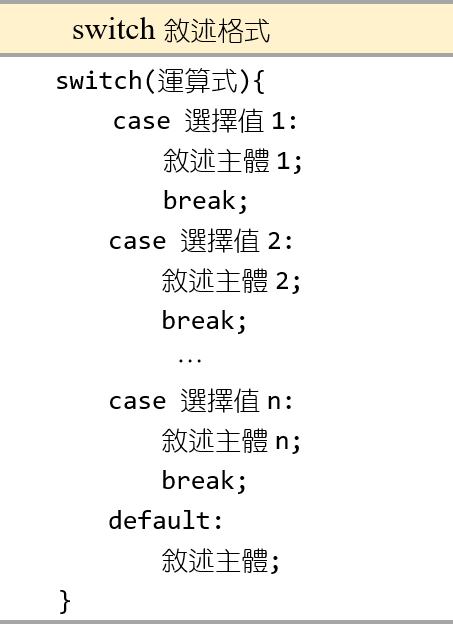 switch 敘述格式
switch(運算式){
case 選擇值 1:
敘述主體 1;
break;
case 選擇值 2:
敘述主體 2;
break;
…
case 選擇值 n:
敘述主體 n;
break;
default:
敘述主體;
}